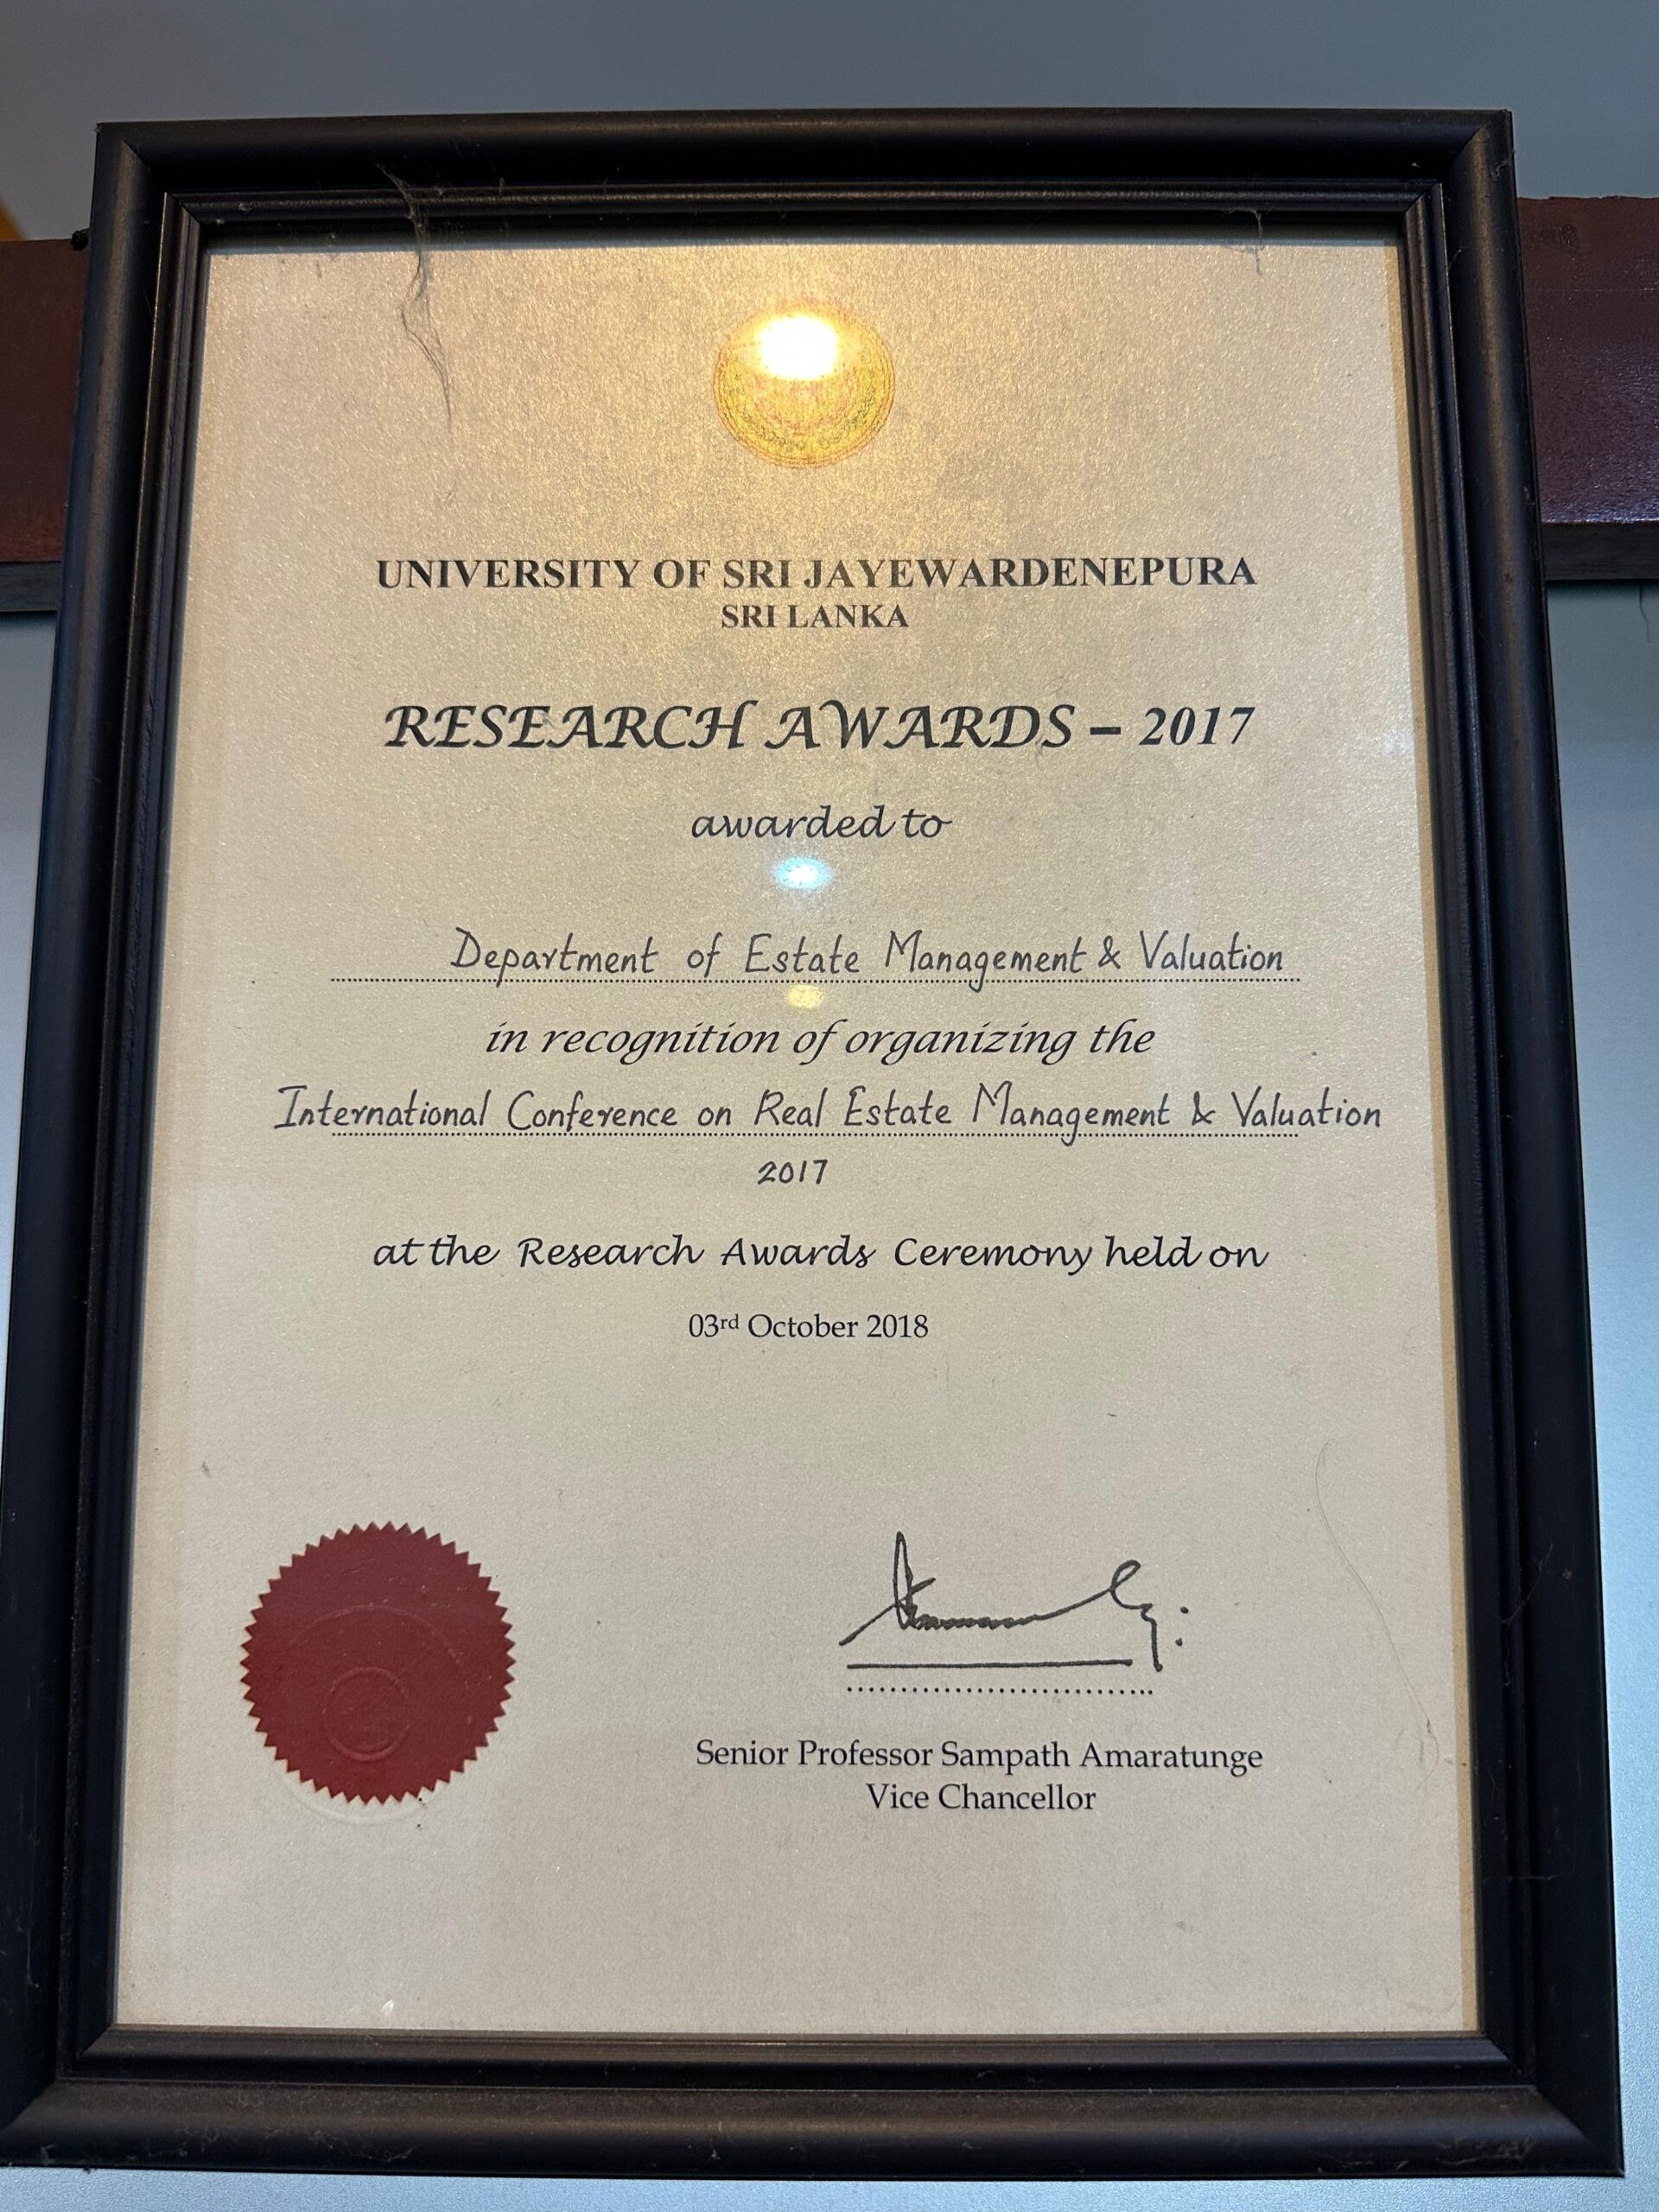 UNIVERSITY OF SRI JAYEWARDENEPURA
SRI LANKA
RESEARCH AWARDS – 2017
awarded to
Department of Estate Management & Valuation
in recognition of organizing the
International Conference on Real Estate Management & Valuation
2017
at the Research Awards Ceremony held on
03rd October 2018
Senior Professor Sampath Amaratunge
Vice Chancellor